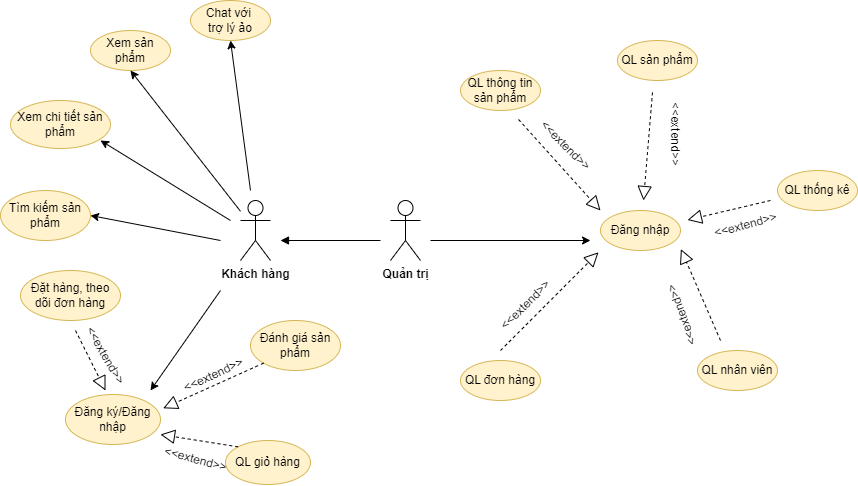 Chat với
trợ lý ảo
Xem sản
phẩm
Xem chi tiết sản
phẩm
Tìm kiếm sản
phẩm
Khách hàng
Quản trị
Đặt hàng, theo
dõi đơn hàng
<<extend>>
Đánh giá sản
phẩm
<<extend>>
Đăng ký/Đăng
nhập
<<extend>>
QL giỏ hàng
QL thông tin
sản phẩm
<<extend>>
QL sản phẩm
<<extend>>
QL thống kê
<<extend>>
Đăng nhập
<<extend>>
QL đơn hàng
<<extend>>
QL nhân viên